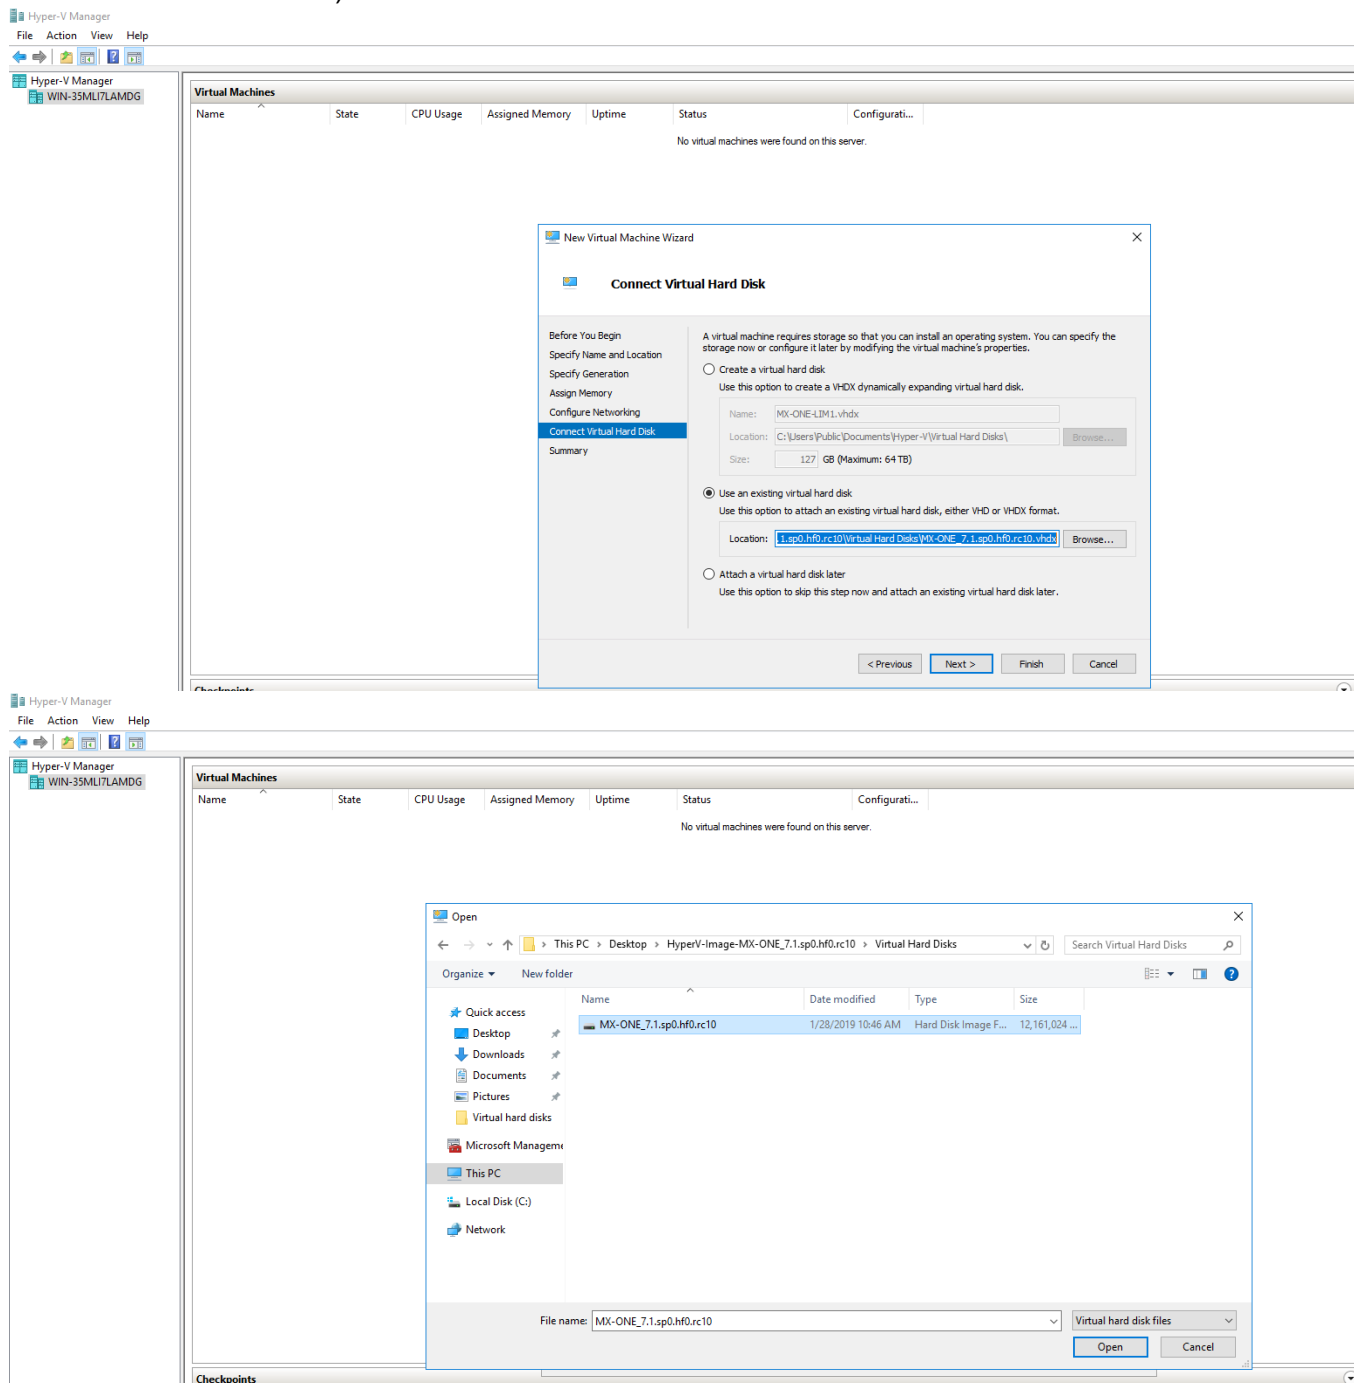 Hyper-V Manager
File Action View Help
Hyper-V Manager
WIN-35MLI7LAMDG
Virtual Machines
Name State CPU Usage Assigned Memory Uptime Status Configurati...
No virtual machines were found on this server.
New Virtual Machine Wizard
Connect Virtual Hard Disk
Before You Begin
Specify Name and Location
Specify Generation
Assign Memory
Configure Networking
Connect Virtual Hard Disk
Summary
A virtual machine requires storage so that you can install an operating system. You can specify the
storage now or configure it later by modifying the virtual machine's properties.
Create a virtual hard disk
Use this option to create a VHDX dynamically expanding virtual hard disk.
Name: MX-ONE-LIM1.vhdx
Location: C:\Users\Public\Documents\Hyper-V\Virtual Hard Disks\ Browse...
Size: 127 GB (Maximum: 64 TB)
Use an existing virtual hard disk
Use this option to attach an existing virtual hard disk, either VHD or VHDX format.
Location: 1.sp0.hf0.rc10\Virtual Hard Disks\MX-ONE_7.1.sp0.hf0.rc10.vhdx Browse...
Attach a virtual hard disk later
Use this option to skip this step now and attach an existing virtual hard disk later.
< Previous Next > Finish Cancel
Checkpoints
Hyper-V Manager
File Action View Help
Hyper-V Manager
WIN-35MLI7LAMDG
Virtual Machines
Name State CPU Usage Assigned Memory Uptime Status Configurati...
No virtual machines were found on this server.
Open
This PC > Desktop > HyperV-Image-MX-ONE_7.1.sp0.hf0.rc10 > Virtual Hard Disks Search Virtual Hard Disks
Organize New folder
Name Date modified Type Size
MX-ONE_7.1.sp0.hf0.rc10 1/28/2019 10:46 AM Hard Disk Image F... 12,161,024 ...
Quick access
Desktop
Downloads
Documents
Pictures
Virtual hard disks
Microsoft Manageme
This PC
Local Disk (C:)
Network
File name: MX-ONE_7.1.sp0.hf0.rc10 Virtual hard disk files
Open Cancel
Checkpoints